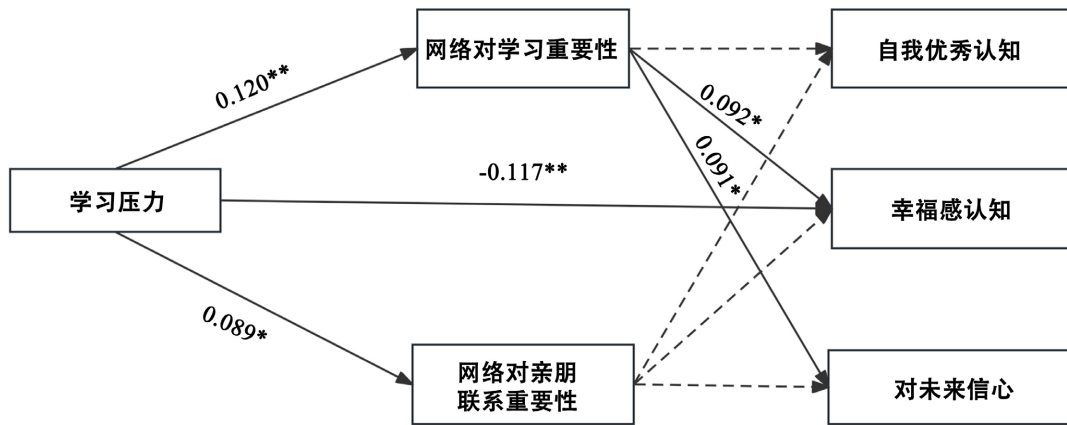 网络对学习重要性
自我优秀认知
0.120**
0.092*
0.091*
-0.117**
学习压力
幸福感认知
0.089*
网络对亲朋
联系重要性
对未来信心